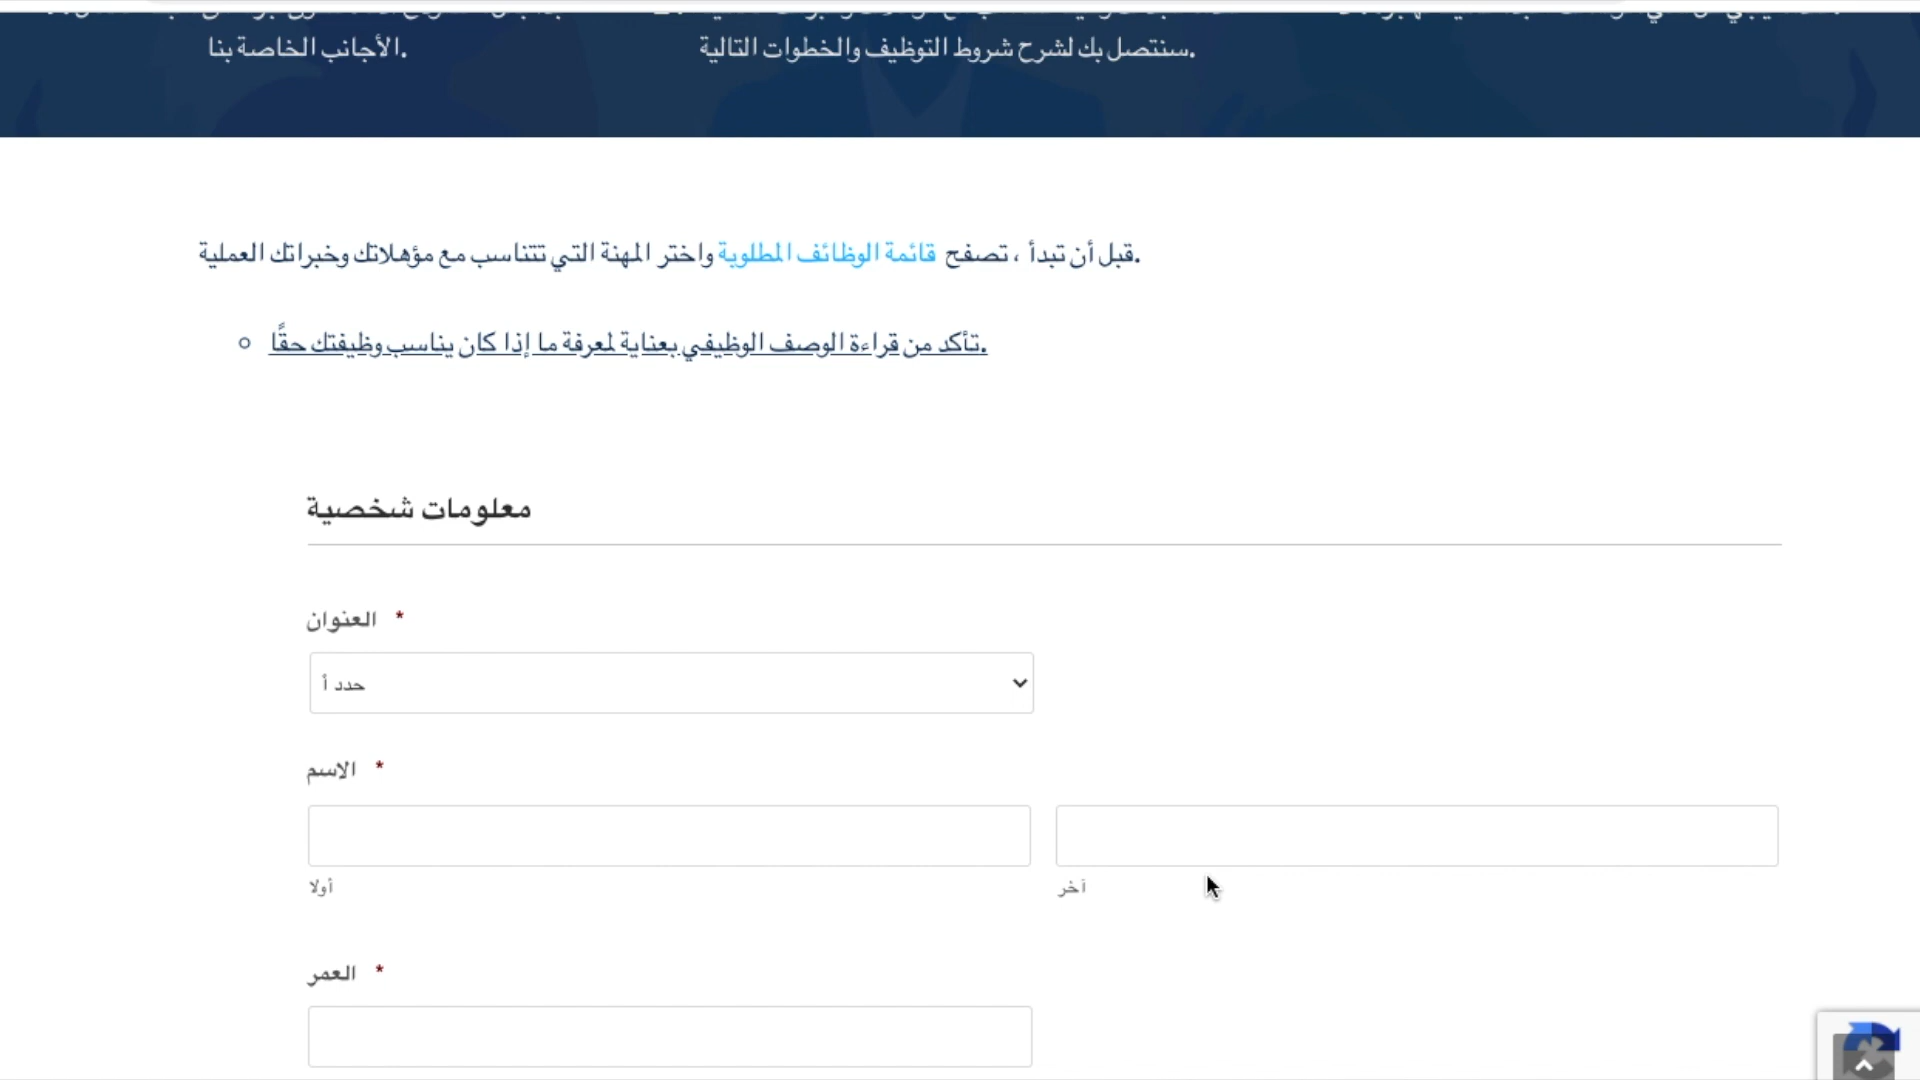 الأجانب الخاصة بنا.
سنتصل بك لشرح شروط التوظيف والخطوات التالية.
قبل أن تبدأ ، تصفح قائمة الوظائف المطلوبة واختر المهنة التي تتناسب مع مؤهلاتك وخبراتك العملية.
تأكد من قراءة الوصف الوظيفي بعناية لمعرفة ما إذا كان يناسب وظيفتك حقًا.
معلومات شخصية
العنوان *
حدد أ
الاسم *
أولا
آخر
العمر *